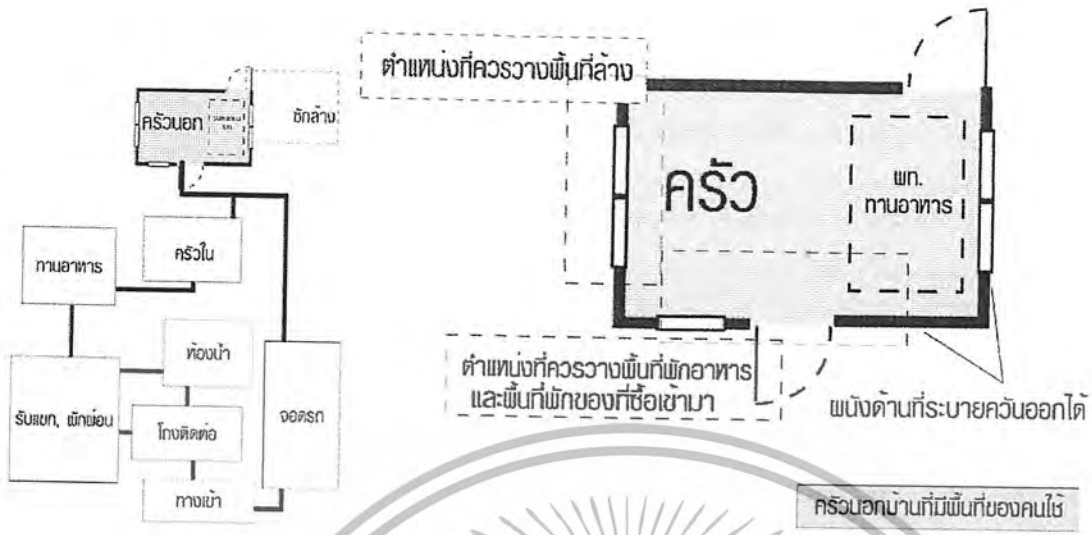 ตำแหน่งที่ควรวางพื้นที่ล้าง
ครัวนอก
ซักล้าง
ครัวใน
ทานอาหาร
ห้องน้ำ
รับแขก, พักผ่อน
โถงติดต่อ
จอดรถ
ทางเข้า
ครัว
พท.
ทานอาหาร
ตำแหน่งที่ควรวางพื้นที่พักอาหาร
และพื้นที่พักของที่ซื้อเข้ามา
ผนังด้านที่ระบายควันออกได้
ครัวนอกบ้านที่มีพื้นที่ของคนใช้